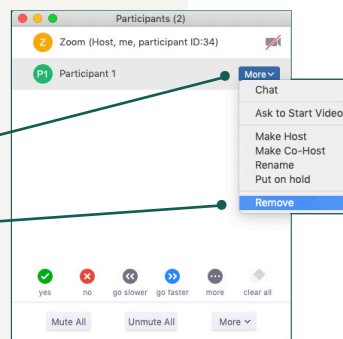 Participants (2)
Z Zoom (Host, me, participant ID:34)
P1 Participant 1 More
Chat
Ask to Start Video
Make Host
Make Co-Host
Rename
Put on hold
Remove
yes no go slower go faster more clear all
Mute All Unmute All More